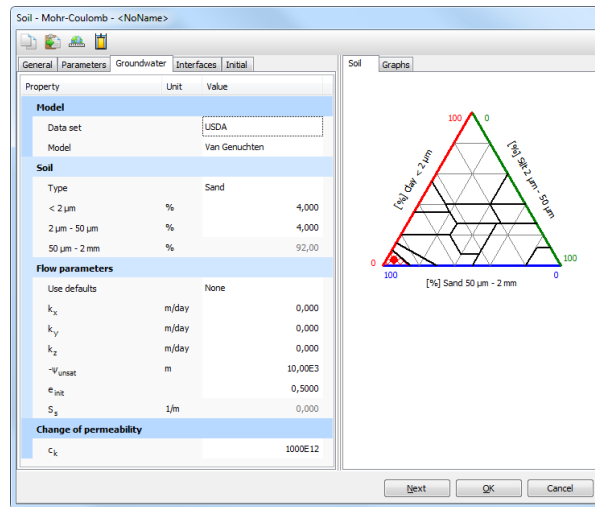 Soil - Mohr-Coulomb - <NoName>
General Parameters Groundwater Interfaces Initial
Property Unit Value
Model
Data set USDA
Model Van Genuchten
Soil
Type Sand
< 2 μm % 4,000
2 μm - 50 μm % 4,000
50 μm - 2 mm % 92,00
Flow parameters
Use defaults None
kx m/day 0,000
ky m/day 0,000
kz m/day 0,000
-Ψunsat m 10,00E3
einit 0,5000
Ss 1/m 0,000
Change of permeability
ck 1000E12
Soil Graphs
100 0
[%] Clay < 2 μm
[%] Silt 2 μm - 50 μm
0 100
100 0
[%] Sand 50 μm - 2 mm
Next OK Cancel